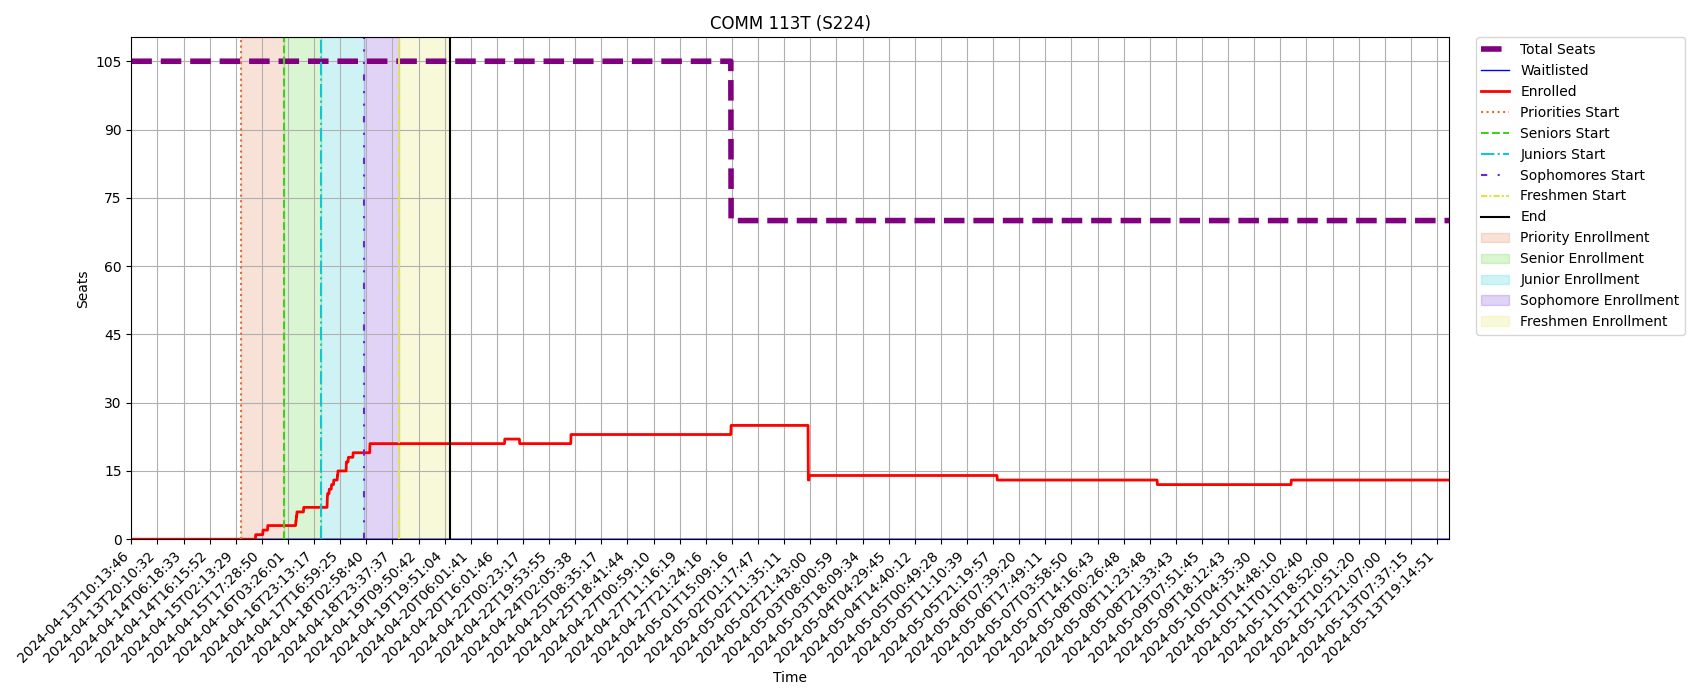 COMM 113T (S224)
105
90
75
60
45
30
15
0
Seats
2024-04-13T10:13:46
2024-04-13T20:10:32
2024-04-14T06:18:33
2024-04-14T16:15:52
2024-04-15T02:13:29
2024-04-15T17:28:50
2024-04-16T03:26:01
2024-04-16T23:13:17
2024-04-17T16:59:25
2024-04-18T02:58:40
2024-04-18T23:37:37
2024-04-19T09:50:42
2024-04-19T19:51:04
2024-04-20T06:01:41
2024-04-20T16:01:46
2024-04-22T00:23:17
2024-04-22T19:53:55
2024-04-24T02:05:38
2024-04-25T08:35:17
2024-04-25T18:41:44
2024-04-27T00:59:10
2024-04-27T11:16:19
2024-04-27T21:24:16
2024-05-01T15:09:16
2024-05-02T01:17:47
2024-05-02T11:35:11
2024-05-02T21:43:00
2024-05-03T08:00:59
2024-05-03T18:09:34
2024-05-04T04:29:45
2024-05-04T14:40:12
2024-05-05T00:49:28
2024-05-05T11:10:39
2024-05-05T21:19:57
2024-05-06T07:39:20
2024-05-06T17:49:11
2024-05-07T03:58:50
2024-05-07T14:16:43
2024-05-08T00:26:48
2024-05-08T11:23:48
2024-05-08T21:33:43
2024-05-09T07:51:45
2024-05-09T18:12:43
2024-05-10T04:35:30
2024-05-10T14:48:10
2024-05-11T01:02:40
2024-05-11T18:52:00
2024-05-12T10:51:20
2024-05-12T21:07:00
2024-05-13T07:37:15
2024-05-13T19:14:51
Time
Total Seats
Waitlisted
Enrolled
Priorities Start
Seniors Start
Juniors Start
Sophomores Start
Freshmen Start
End
Priority Enrollment
Senior Enrollment
Junior Enrollment
Sophomore Enrollment
Freshmen Enrollment